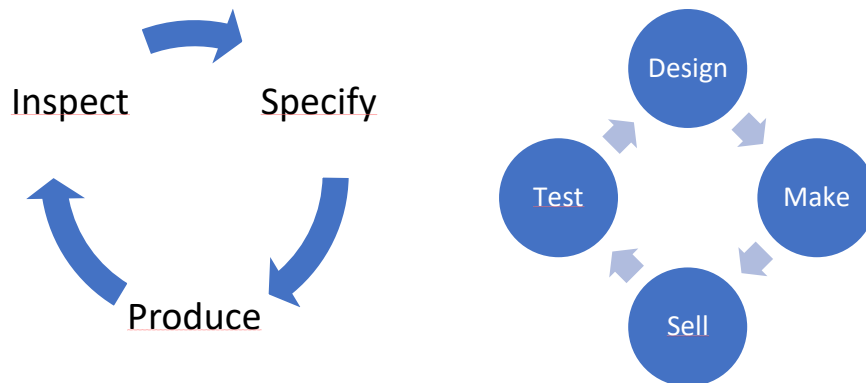 Inspect
Specify
Produce
Design
Make
Sell
Test